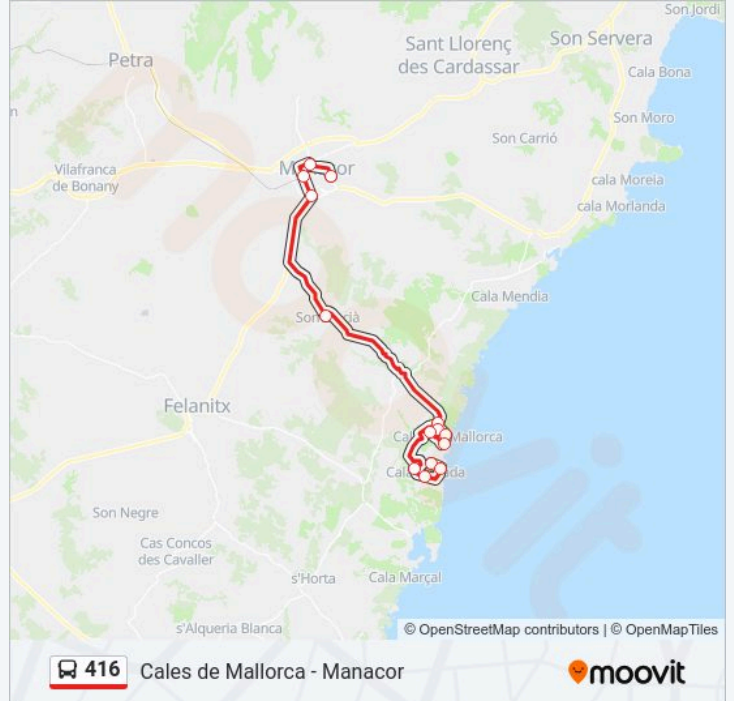 Son Jordi
Petra
Sant Llorenç
des Cardassar
Son Servera
Cala Bona
n
Son Moro
Son Carrió
Vilafranca
de Bonany
cala Moreia
cala Morlanda
Cala Mendia
Felanitx
Mallorca
Son Negre
Cas Concos
des Cavaller
s'Horta
Cala Marçal
s'Alqueria Blanca
© OpenStreetMap contributors | © OpenMapTiles
416 Cales de Mallorca - Manacor
moovit